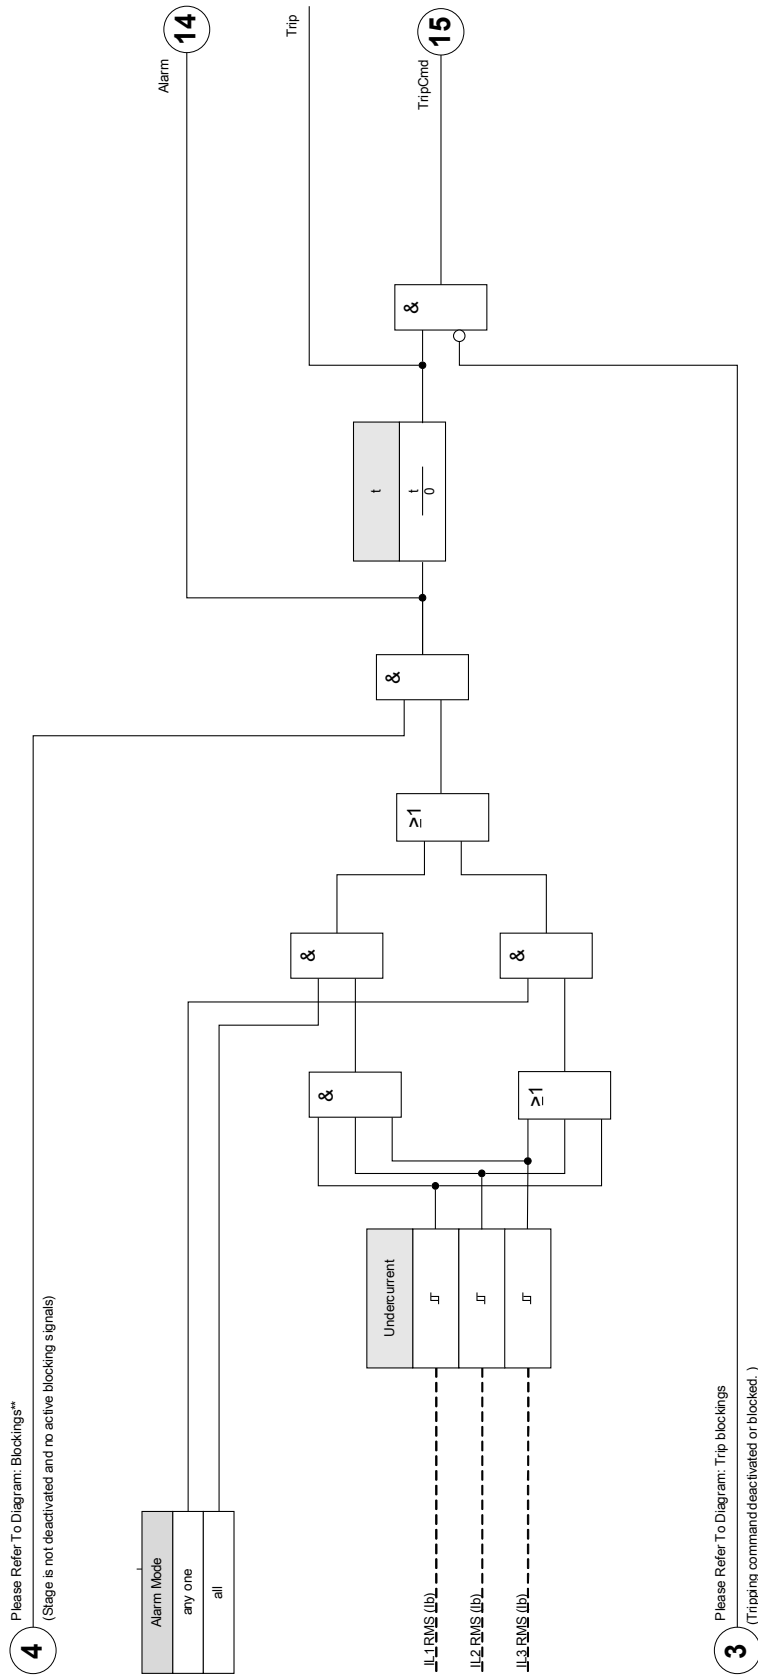 4
Please Refer To Diagram: Blockings**
(Stage is not deactivated and no active blocking signals)
Alarm
14
Alarm Mode
any one
all
Trip
&
&
≥1
&
t
t
0
&
TripCmd
15
Undercurrent
IL1 RMS (Ib)
IL2 RMS (Ib)
IL3 RMS (Ib)
≥1
&
3
Please Refer To Diagram: Trip blockings
(Tripping command deactivated or blocked. )